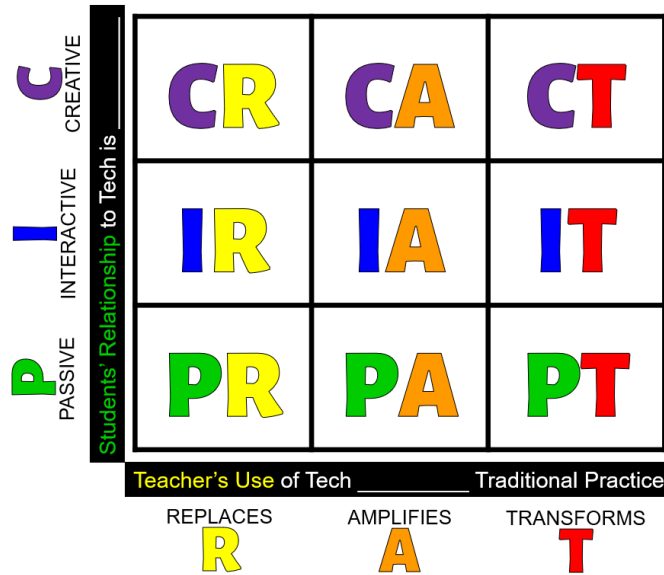 C
CREATIVE
I
INTERACTIVE
P
PASSIVE
Students' Relationship to Tech is ________
CR CA CT
IR IA IT
PR PA PT
Teacher's Use of Tech __________ Traditional Practice
REPLACES AMPLIFIES TRANSFORMS
R A T